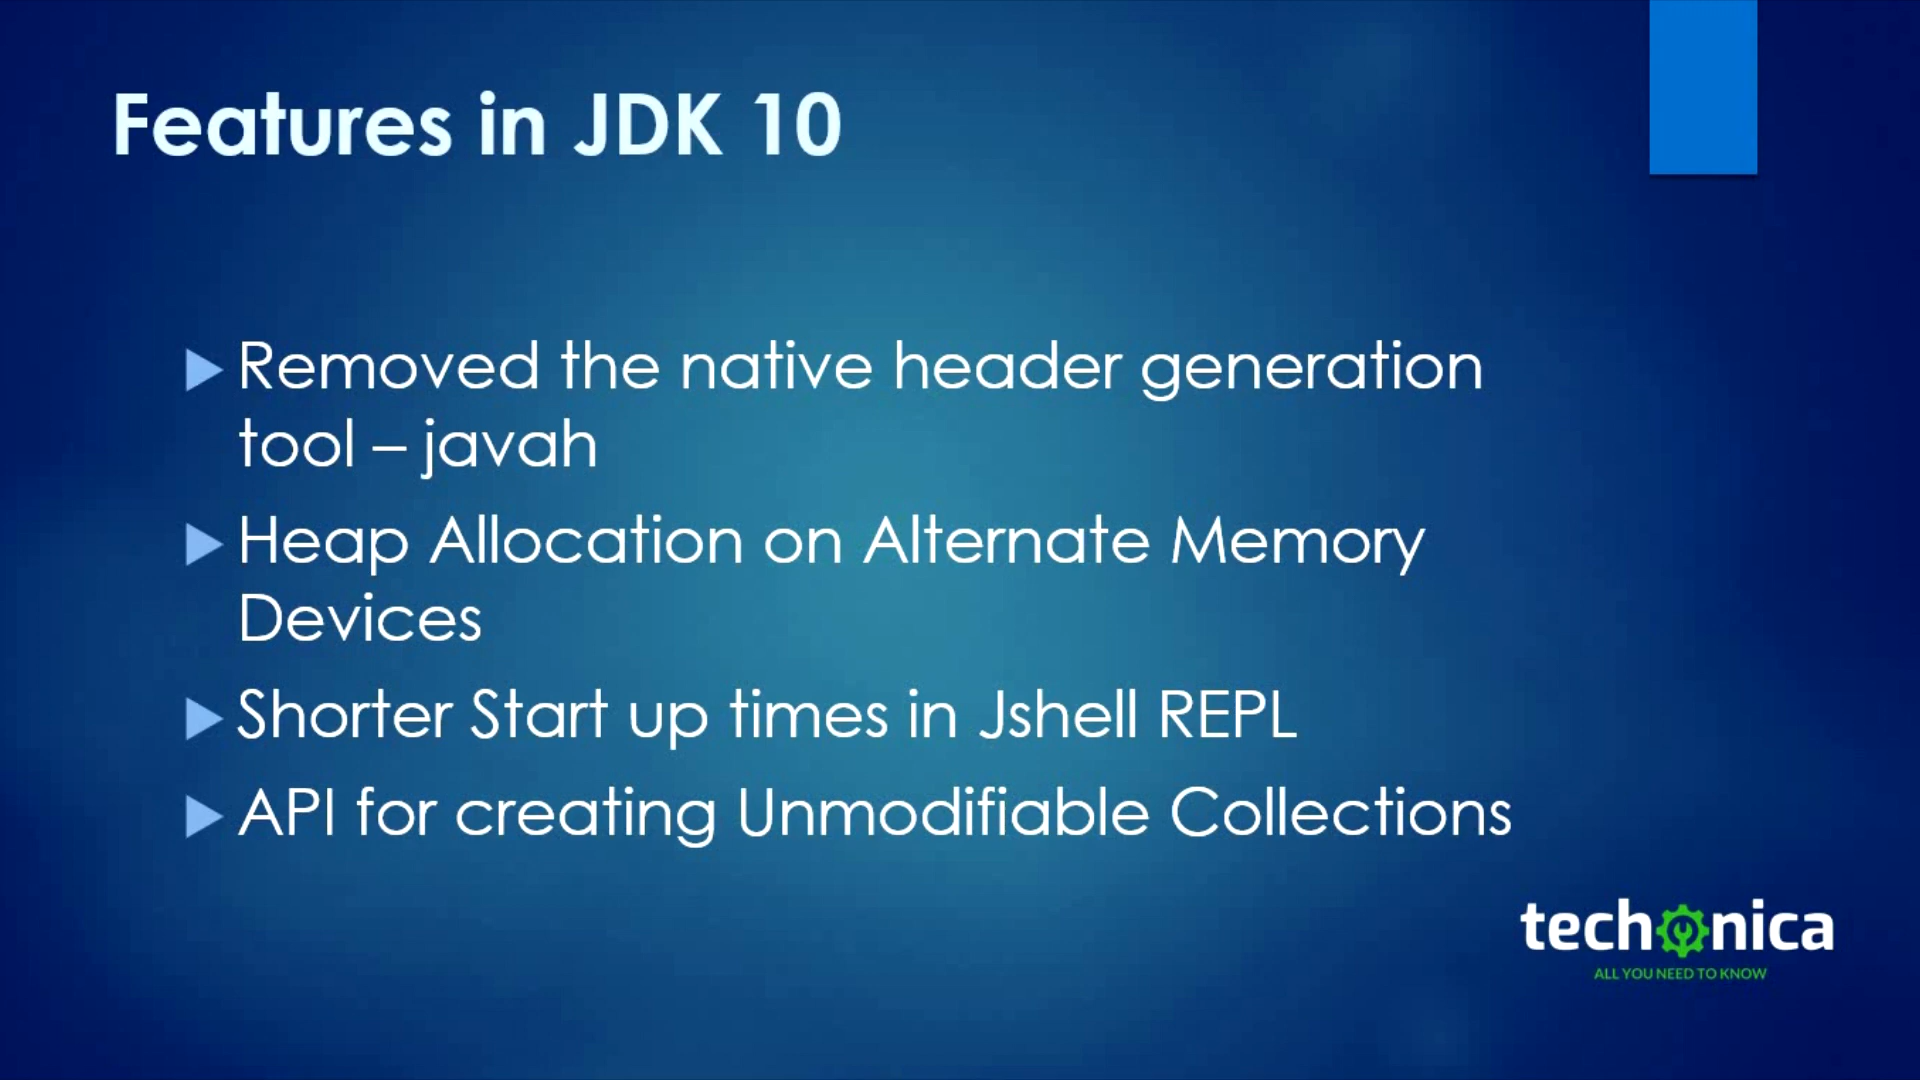 Features in JDK 10
Removed the native header generation
tool – javah
Heap Allocation on Alternate Memory
Devices
Shorter Start up times in Jshell REPL
API for creating Unmodifiable Collections
techonica
ALL YOU NEED TO KNOW